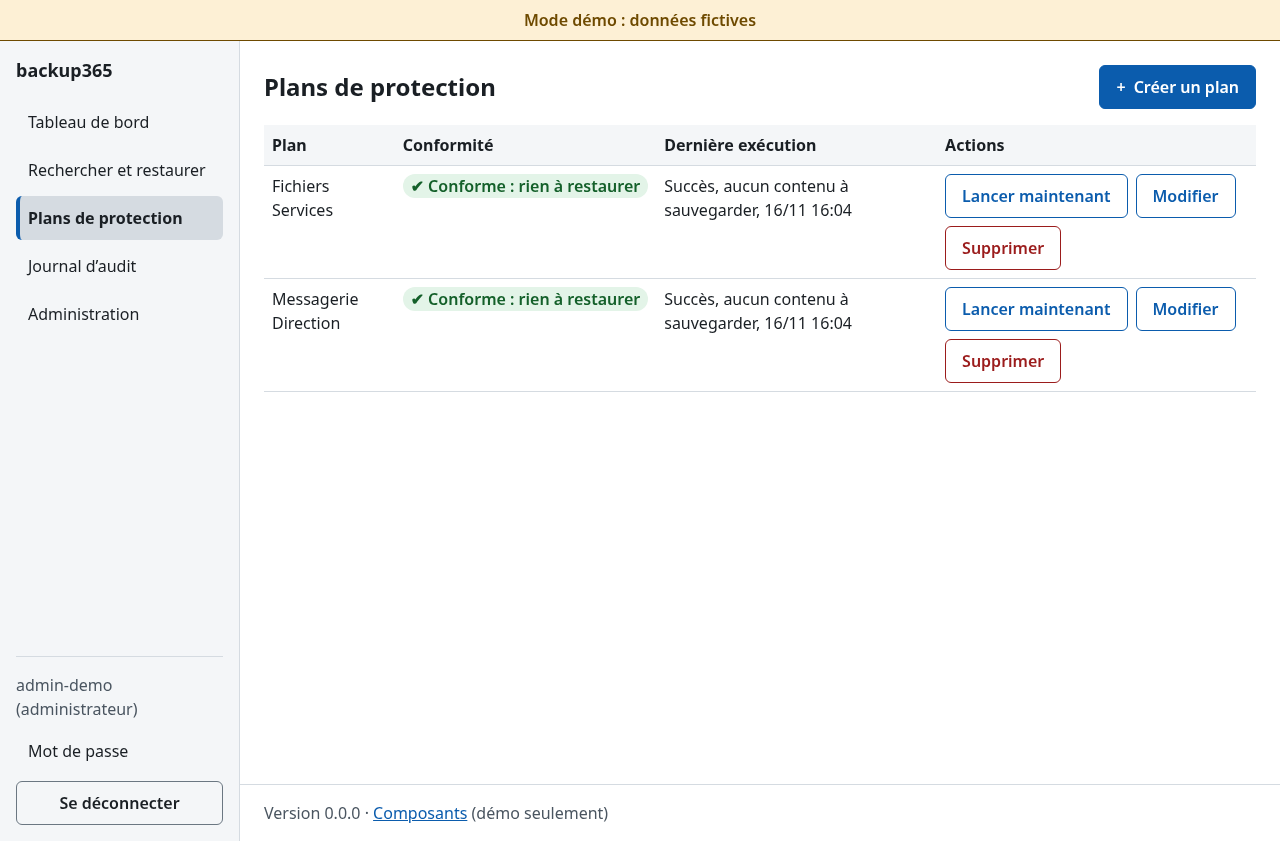 Mode démo : données fictives
backup365
Tableau de bord
Rechercher et restaurer
Plans de protection
Journal d’audit
Administration
admin-demo
(administrateur)
Mot de passe
Se déconnecter
Plans de protection
+ Créer un plan
Plan Conformité Dernière exécution Actions
Fichiers Services
✔ Conforme : rien à restaurer
Succès, aucun contenu à
sauvegarder, 16/11 16:04
Lancer maintenant Modifier
Supprimer
Messagerie Direction
✔ Conforme : rien à restaurer
Succès, aucun contenu à
sauvegarder, 16/11 16:04
Lancer maintenant Modifier
Supprimer
Version 0.0.0 · Composants (démo seulement)